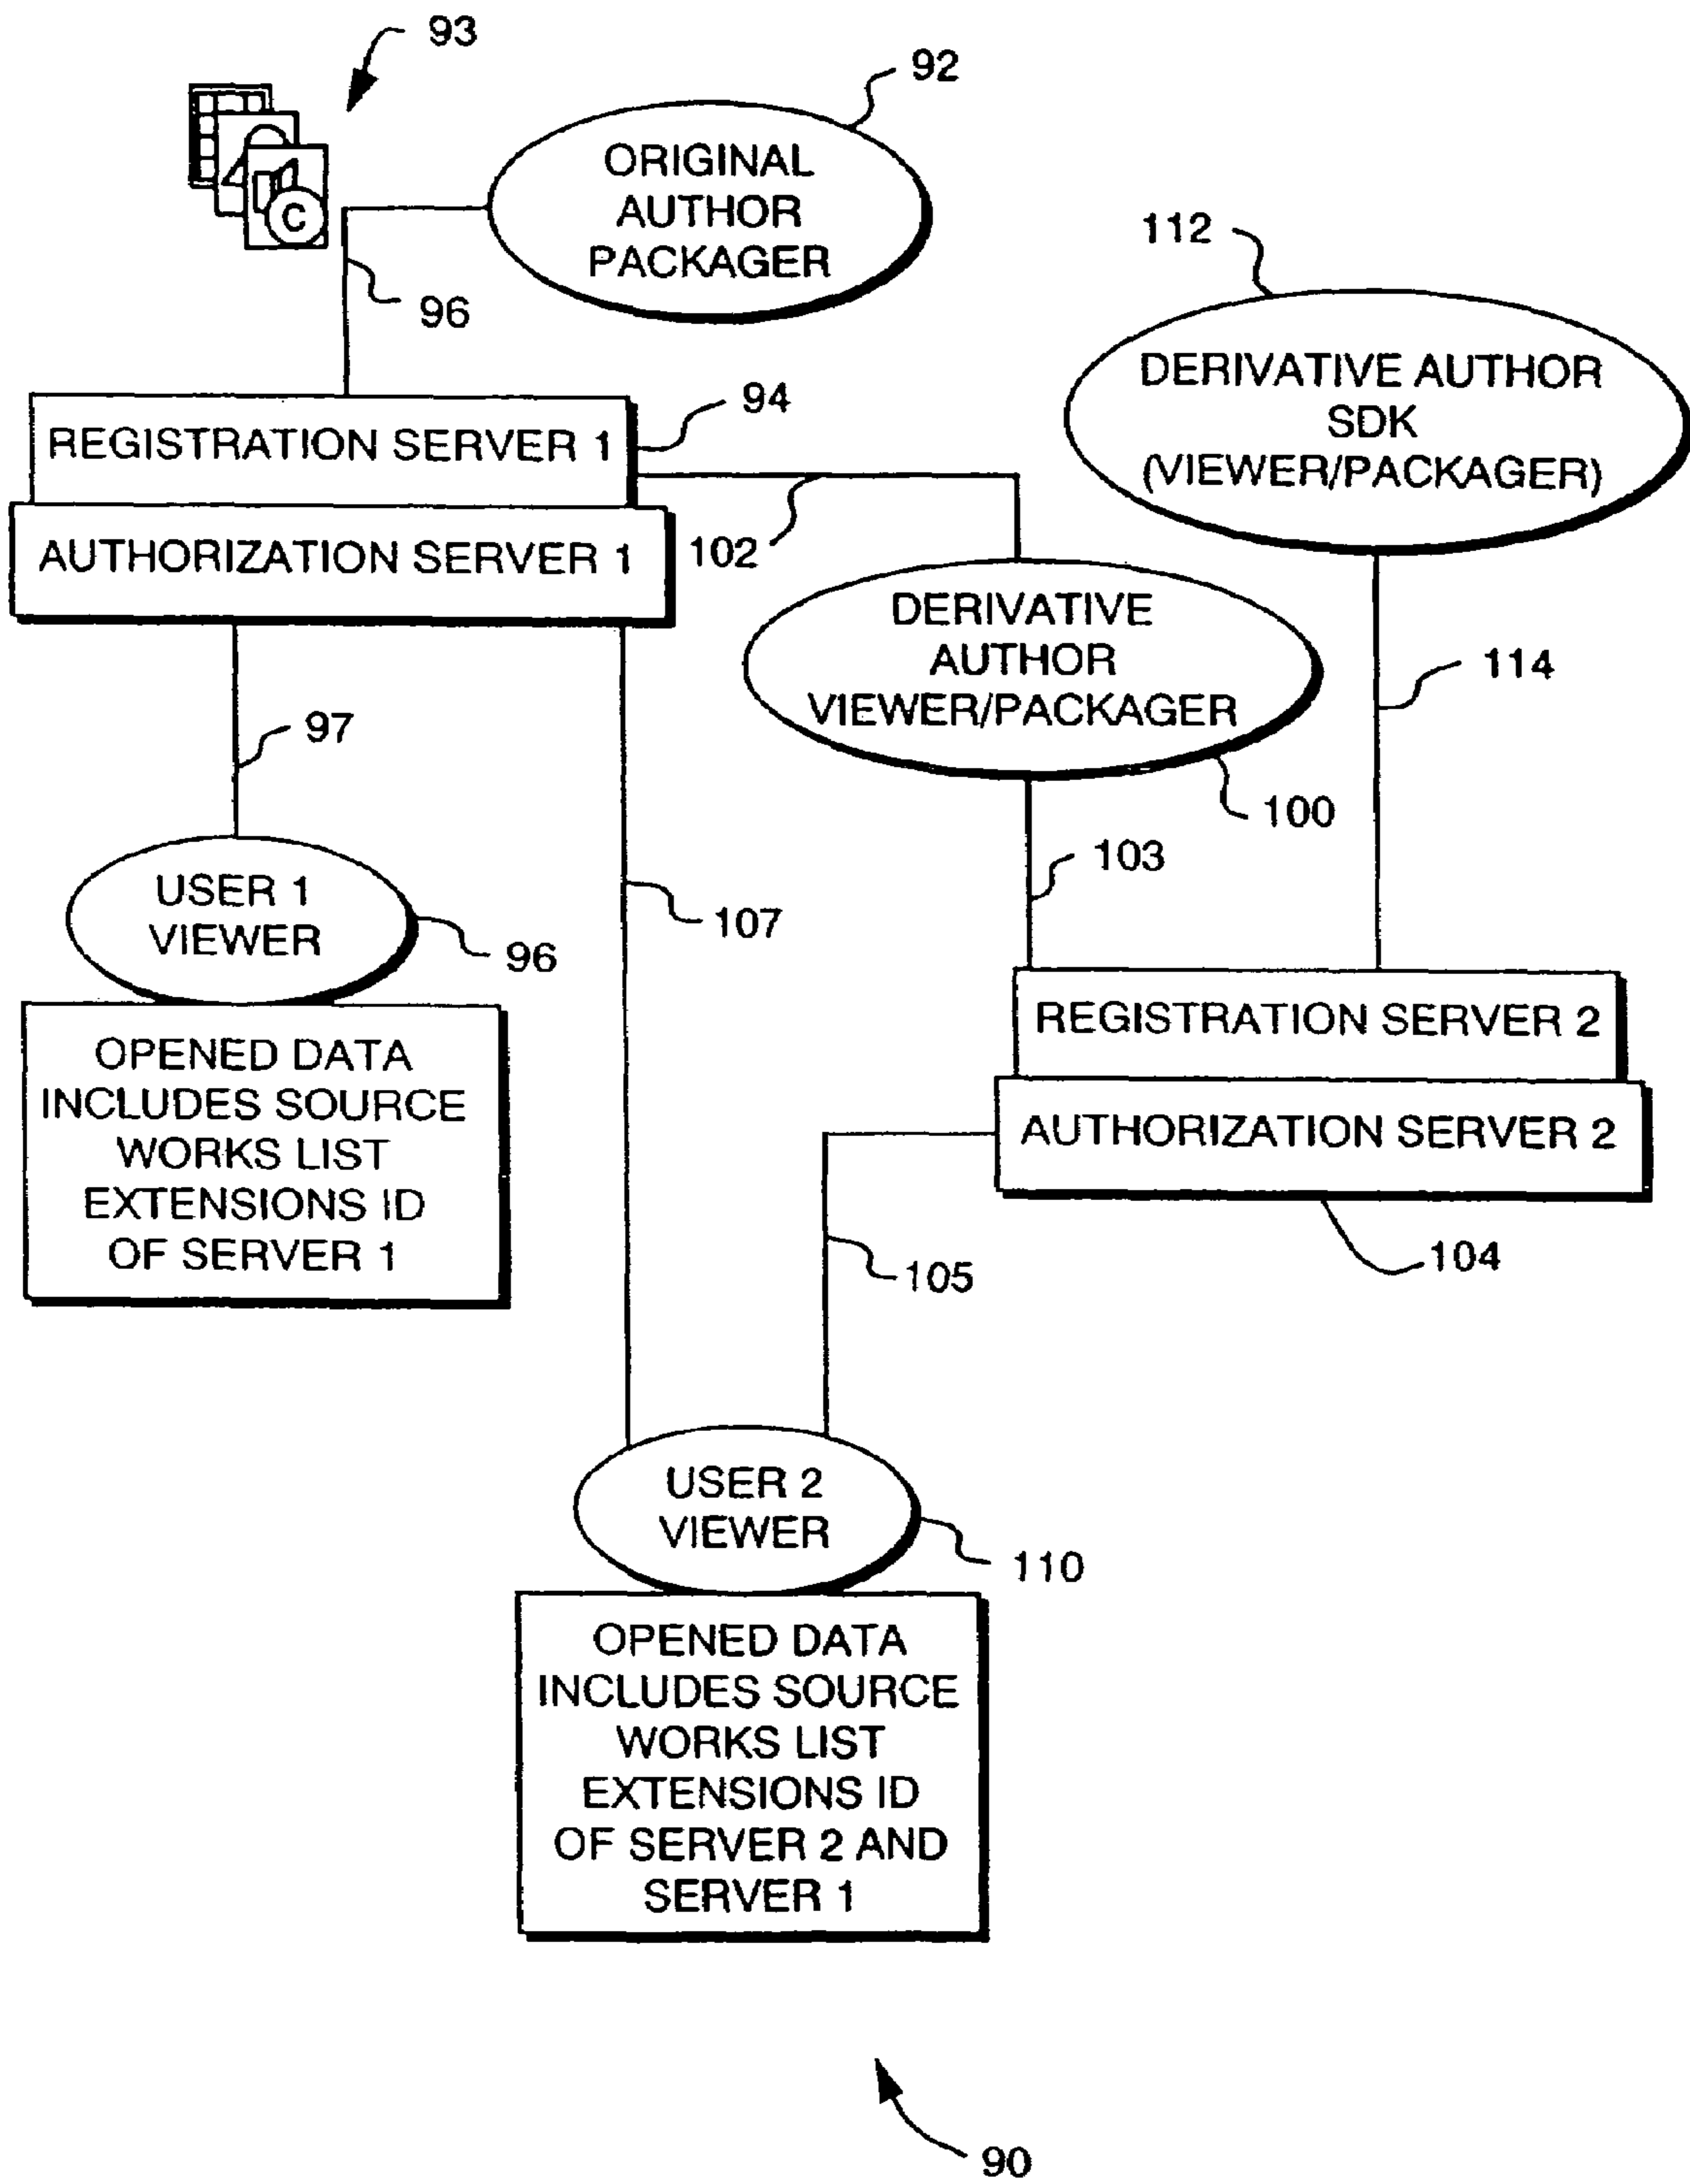 93
92
ORIGINAL
AUTHOR
PACKAGER
C
96
112
DERIVATIVE AUTHOR
SDK
(VIEWER/PACKAGER)
94
REGISTRATION SERVER 1
AUTHORIZATION SERVER 1
102
DERIVATIVE
AUTHOR
VIEWER/PACKAGER
114
97
100
103
USER 1
VIEWER
96
107
OPENED DATA
INCLUDES SOURCE
WORKS LIST
EXTENSIONS ID
OF SERVER 1
REGISTRATION SERVER 2
AUTHORIZATION SERVER 2
104
105
USER 2
VIEWER
110
OPENED DATA
INCLUDES SOURCE
WORKS LIST
EXTENSIONS ID
OF SERVER 2 AND
SERVER 1
90